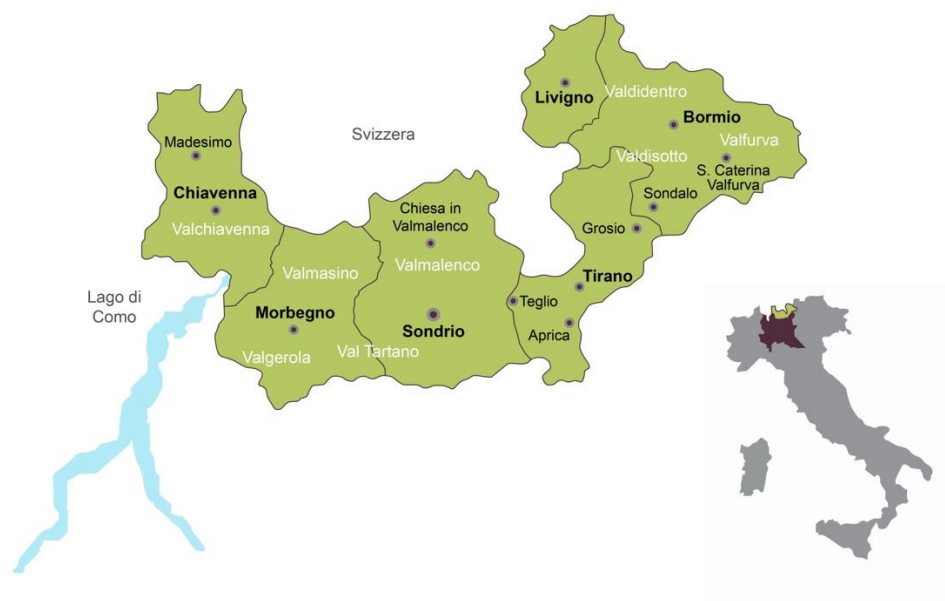 Livigno
Valdidentro
Bormio
Svizzera
Madesimo
Valfurva
Valdisotto
S. Caterina
Valfurva
Chiavenna
Sondalo
Chiesa in
Valmalenco
Valchiavenna
Grosio
Valmalenco
Valmasino
Tirano
Lago di
Como
Teglio
Morbegno
Sondrio
Aprica
Valgerola
Val Tartano